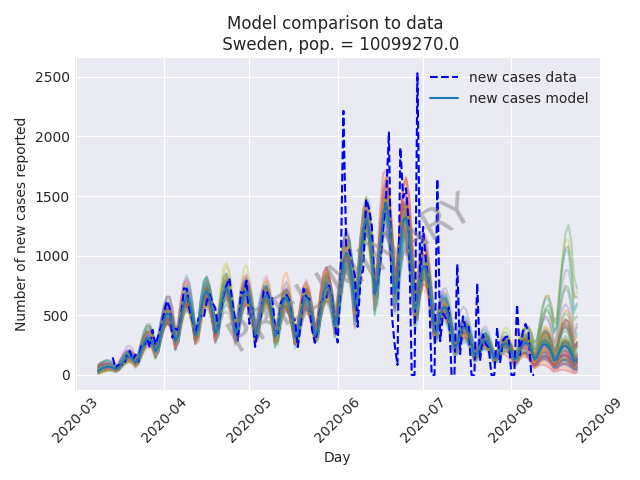 Model comparison to data
Sweden, pop. = 10099270.0
new cases data
new cases model
Number of new cases reported
2500
2000
1500
1000
500
0
PRELIMINARY
2020-03
2020-04
2020-05
2020-06
2020-07
2020-08
2020-09
Day